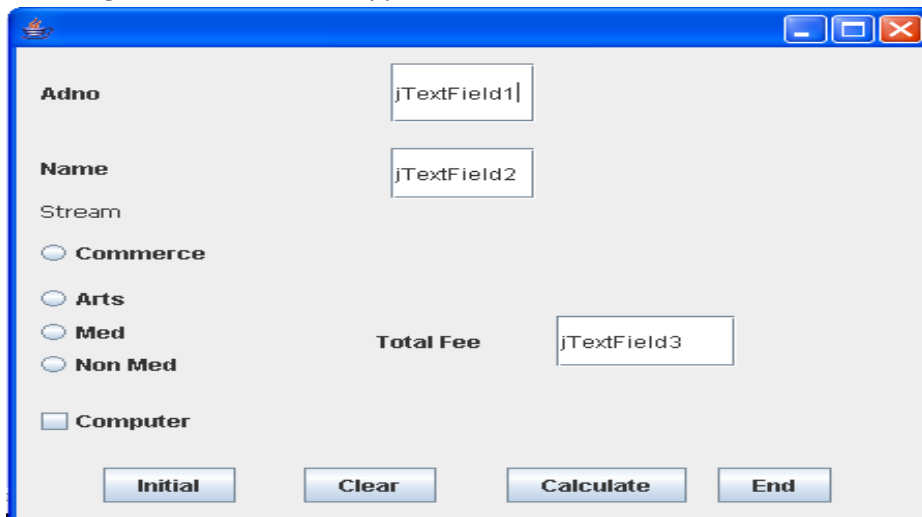 Adno
jTextField1
Name
jTextField2
Stream
Commerce
Arts
Med
Total Fee
jTextField3
Non Med
Computer
Initial
Clear
Calculate
End